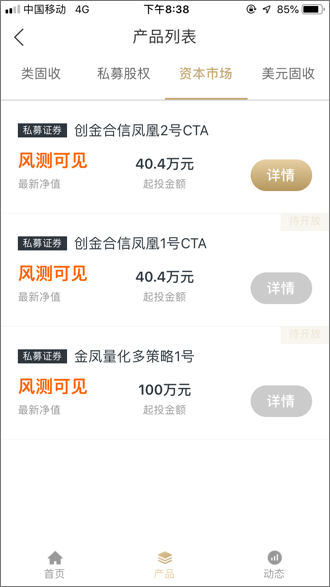 中国移动 4G 下午8:38 85%
产品列表
类固收 私募股权 资本市场 美元固收
私募证券 创金合信凤凰2号CTA
风测可见 40.4万元 详情
最新净值 起投金额
待开放
私募证券 创金合信凤凰1号CTA
风测可见 40.4万元 详情
最新净值 起投金额
待开放
私募证券 金凤量化多策略1号
风测可见 100万元 详情
最新净值 起投金额
首页 产品 动态